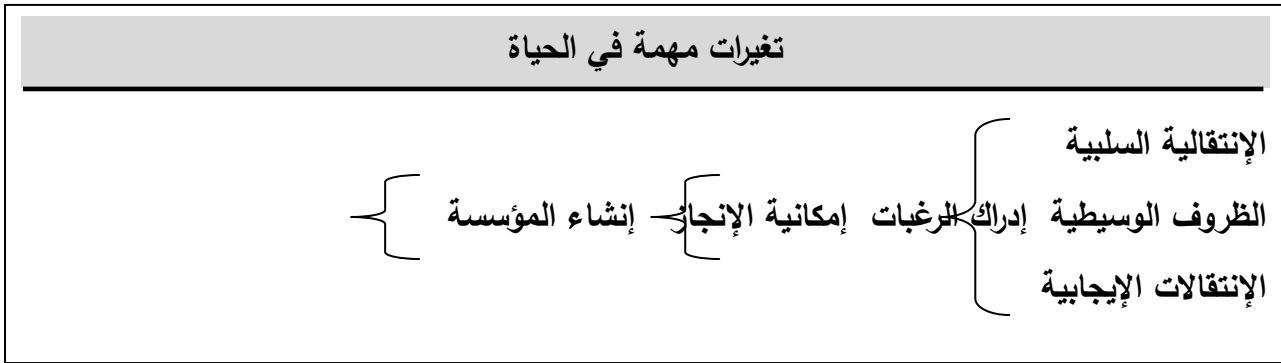 تغيرات مهمة في الحياة
الإنتقالية السلبية
الظروف الوسيطية إدراك الرغبات إمكانية الإنجاز إنشاء المؤسسة
الإنتقالات الإيجابية